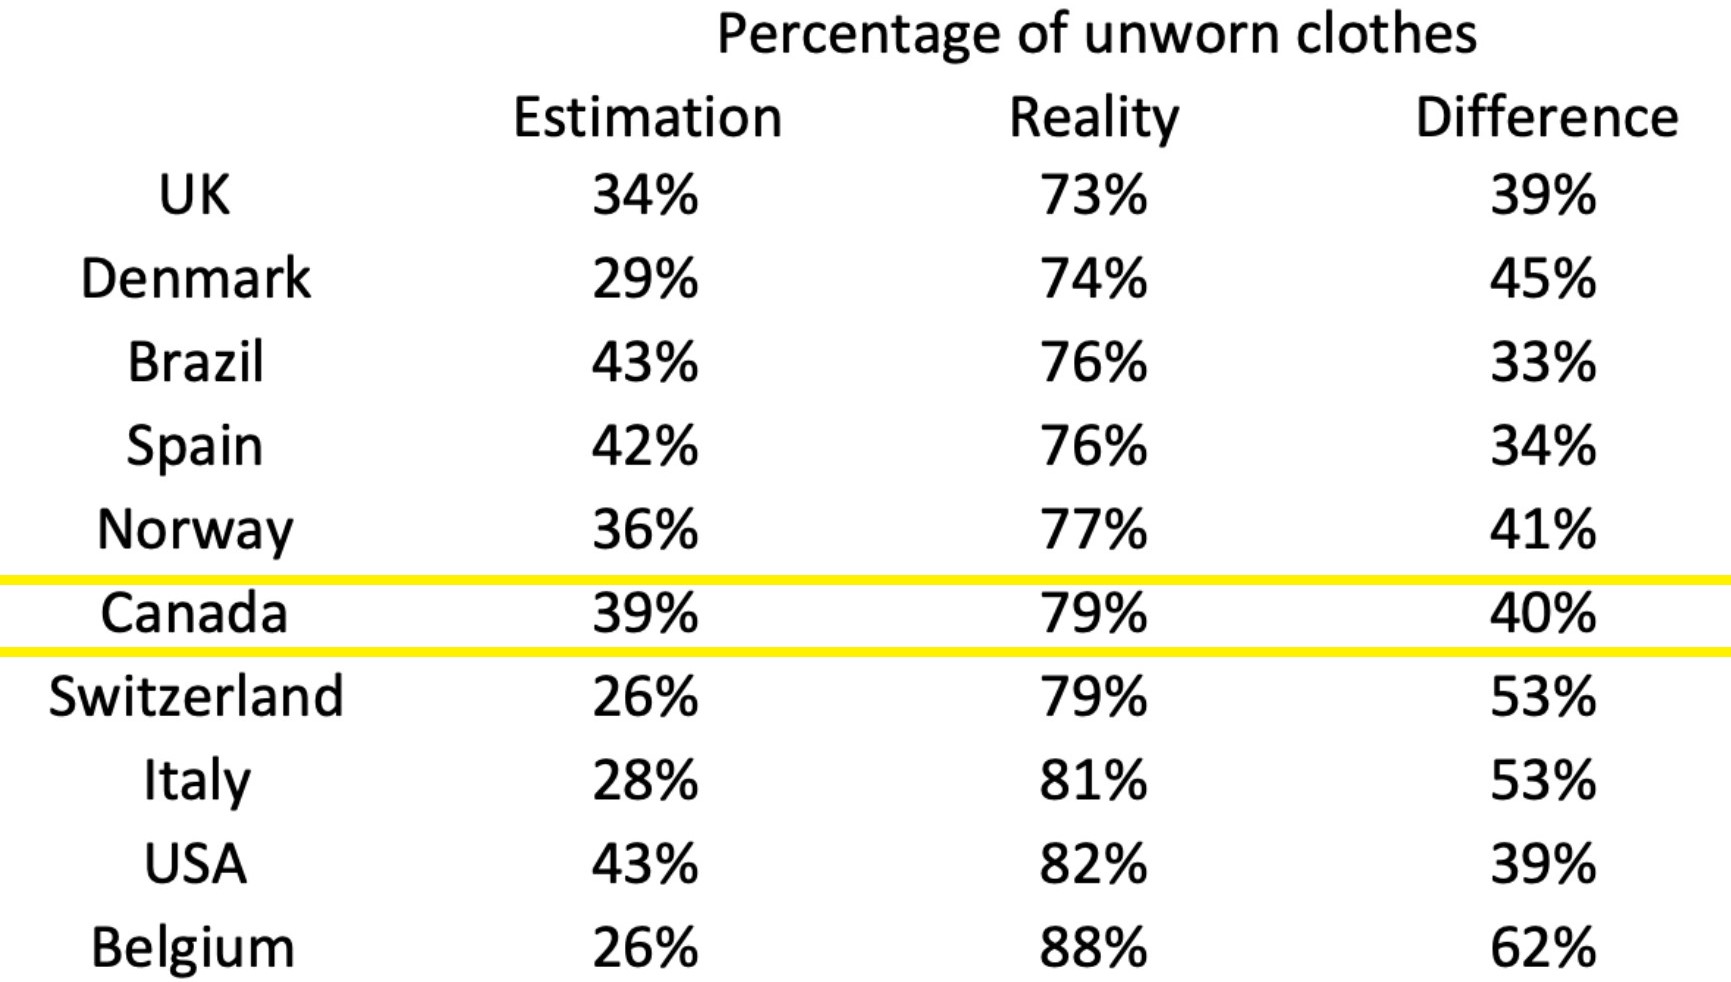 Percentage of unworn clothes
Estimation Reality Difference
UK 34% 73% 39%
Denmark 29% 74% 45%
Brazil 43% 76% 33%
Spain 42% 76% 34%
Norway 36% 77% 41%
Canada 39% 79% 40%
Switzerland 26% 79% 53%
Italy 28% 81% 53%
USA 43% 82% 39%
Belgium 26% 88% 62%